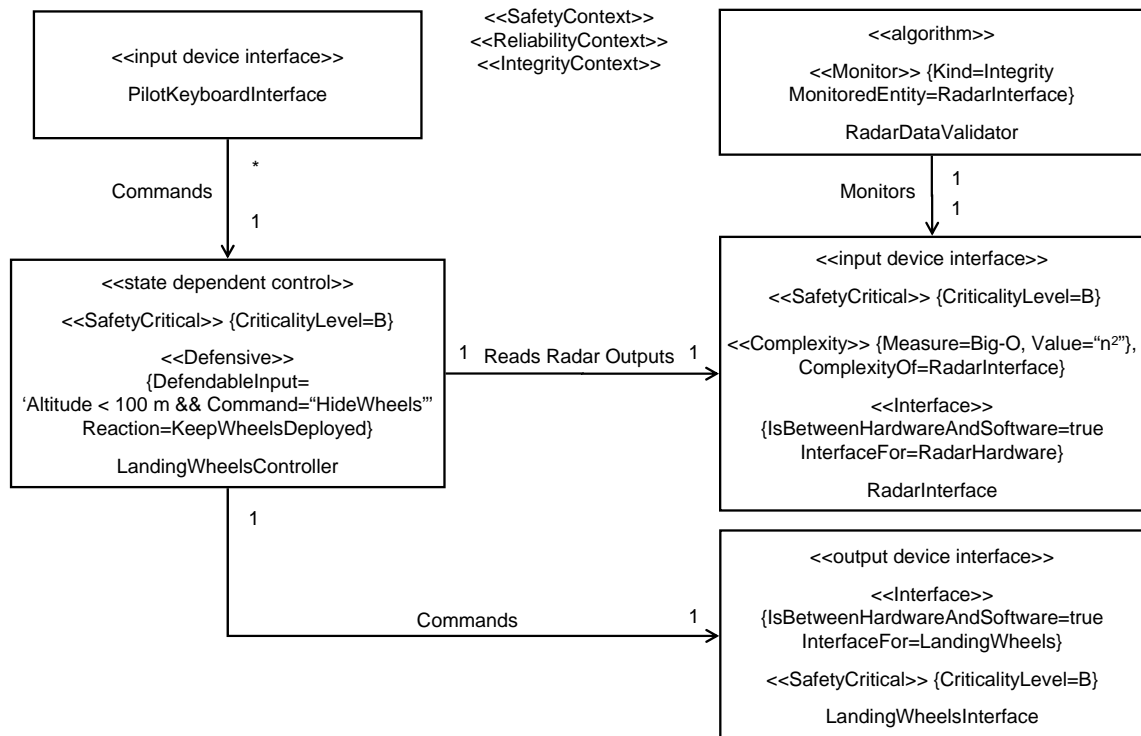 <<input device interface>>
PilotKeyboardInterface
<<SafetyContext>>
<<ReliabilityContext>>
<<IntegrityContext>>
<<algorithm>>
<<Monitor>> {Kind=Integrity
MonitoredEntity=RadarInterface}
RadarDataValidator
*
Commands
1
1
Monitors
1
<<state dependent control>>
<<SafetyCritical>> {CriticalityLevel=B}
<<Defensive>>
{DefendableInput=
‘Altitude < 100 m && Command=“HideWheels”’
Reaction=KeepWheelsDeployed}
LandingWheelsController
1 Reads Radar Outputs 1
<<input device interface>>
<<SafetyCritical>> {CriticalityLevel=B}
<<Complexity>> {Measure=Big-O, Value=“n²”},
ComplexityOf=RadarInterface}
<<Interface>>
{IsBetweenHardwareAndSoftware=true
InterfaceFor=RadarHardware}
RadarInterface
1
Commands
1
<<output device interface>>
<<Interface>>
{IsBetweenHardwareAndSoftware=true
InterfaceFor=LandingWheels}
<<SafetyCritical>> {CriticalityLevel=B}
LandingWheelsInterface